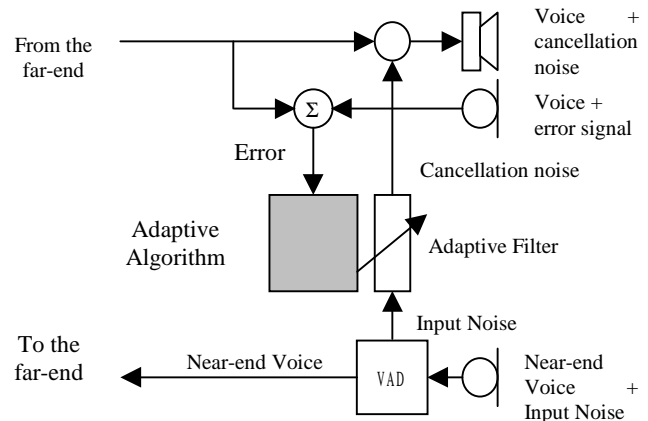 From the
far-end
Voice +
cancellation
noise
Σ
Voice +
error signal
Error
Cancellation noise
Adaptive
Algorithm
Adaptive Filter
Input Noise
To the
far-end
Near-end Voice
VAD
Near-end
Voice +
Input Noise